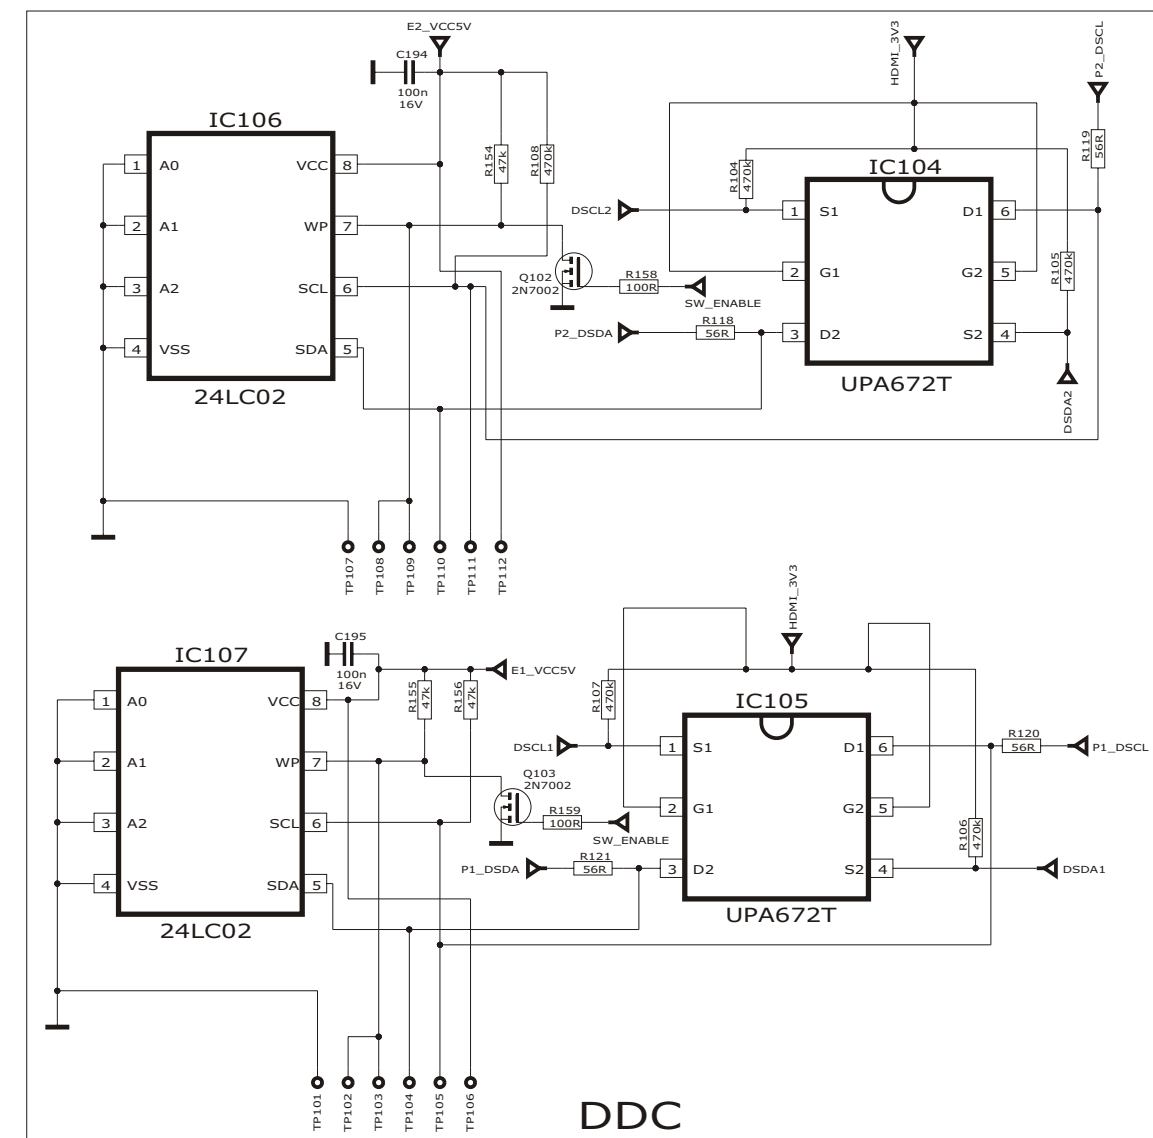 E2_VCC5V
C194
100n
16V
HDMI_3V3
P2_DSCL
IC106
R154
47k
R108
470k
R119
56R
1 A0 VCC 8
2 A1 WP 7
3 A2 SCL 6
4 VSS SDA 5
24LC02
R104
470k
IC104
DSCL2
1 S1 D1 6
2 G1 G2 5
3 D2 S2 4
UPA672T
R105
470k
Q102
2N7002
R158
100R
SW_ENABLE
P2_DSDA
R118
56R
DSDA2
TP107
TP108
TP109
TP110
TP111
TP112
HDMI_3V3
C195
100n
16V
IC107
E1_VCC5V
R155
47k
R156
47k
1 A0 VCC 8
2 A1 WP 7
3 A2 SCL 6
4 VSS SDA 5
24LC02
R107
470k
IC105
DSCL1
1 S1 D1 6
2 G1 G2 5
3 D2 S2 4
UPA672T
R120
56R
P1_DSCL
Q103
2N7002
R159
100R
SW_ENABLE
R106
470k
P1_DSDA
R121
56R
DSDA1
TP101
TP102
TP103
TP104
TP105
TP106
DDC